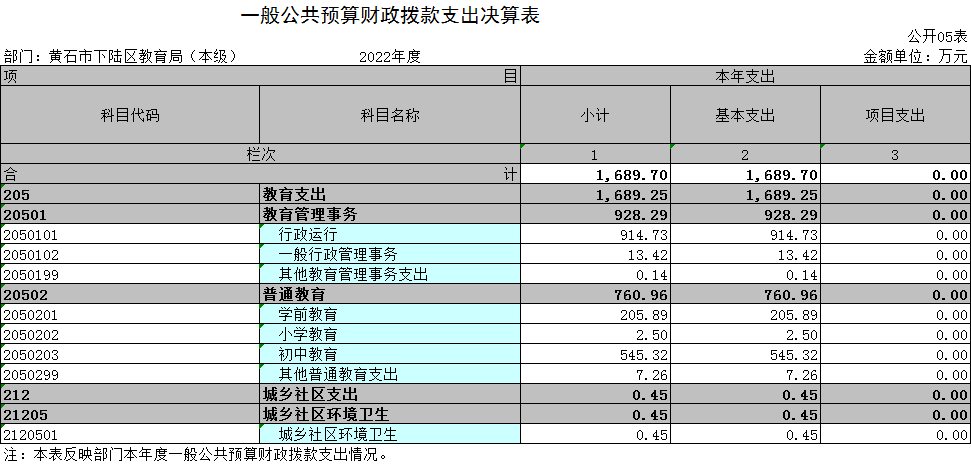 一般公共预算财政拨款支出决算表
公开05表
部门：黄石市下陆区教育局（本级） 2022年度 金额单位：万元
项 目 本年支出
科目代码 科目名称 小计 基本支出 项目支出
栏次 1 2 3
合 计 1,689.70 1,689.70 0.00
205 教育支出 1,689.25 1,689.25 0.00
20501 教育管理事务 928.29 928.29 0.00
2050101 行政运行 914.73 914.73 0.00
2050102 一般行政管理事务 13.42 13.42 0.00
2050199 其他教育管理事务支出 0.14 0.14 0.00
20502 普通教育 760.96 760.96 0.00
2050201 学前教育 205.89 205.89 0.00
2050202 小学教育 2.50 2.50 0.00
2050203 初中教育 545.32 545.32 0.00
2050299 其他普通教育支出 7.26 7.26 0.00
212 城乡社区支出 0.45 0.45 0.00
21205 城乡社区环境卫生 0.45 0.45 0.00
2120501 城乡社区环境卫生 0.45 0.45 0.00
注：本表反映部门本年度一般公共预算财政拨款支出情况。